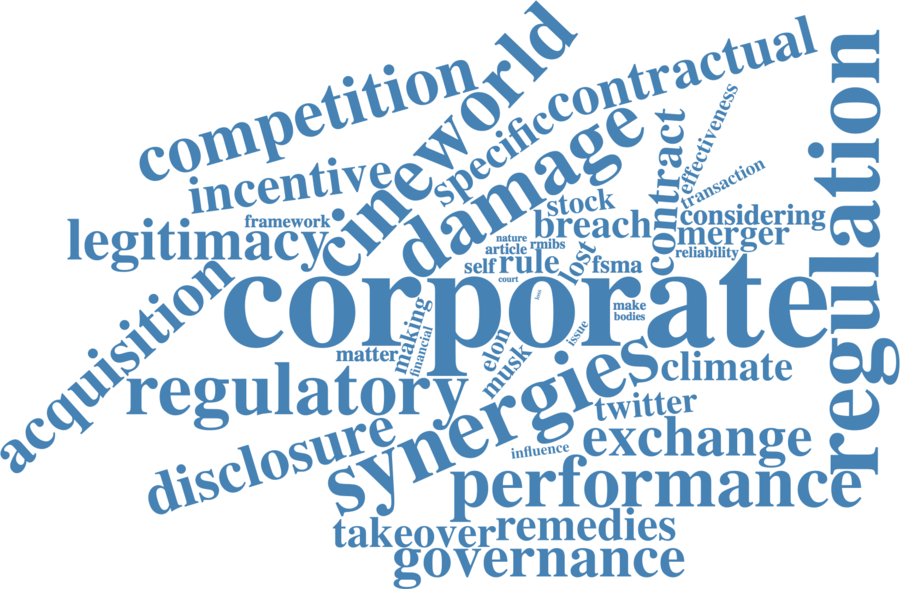 competition
cineworld
contractual
regulation
specific
damage
incentive
contract
effectiveness
transaction
framework
stock
legitimacy
breach
considering
merger
nature
article
rmibs
reliability
self
rule
lost
fsma
court
corporate
loss
make
bodies
acquisition
making
financial
issue
matter
elon
musk
regulatory
synergies
climate
twitter
disclosure
influence
exchange
performance
takeover
remedies
governance